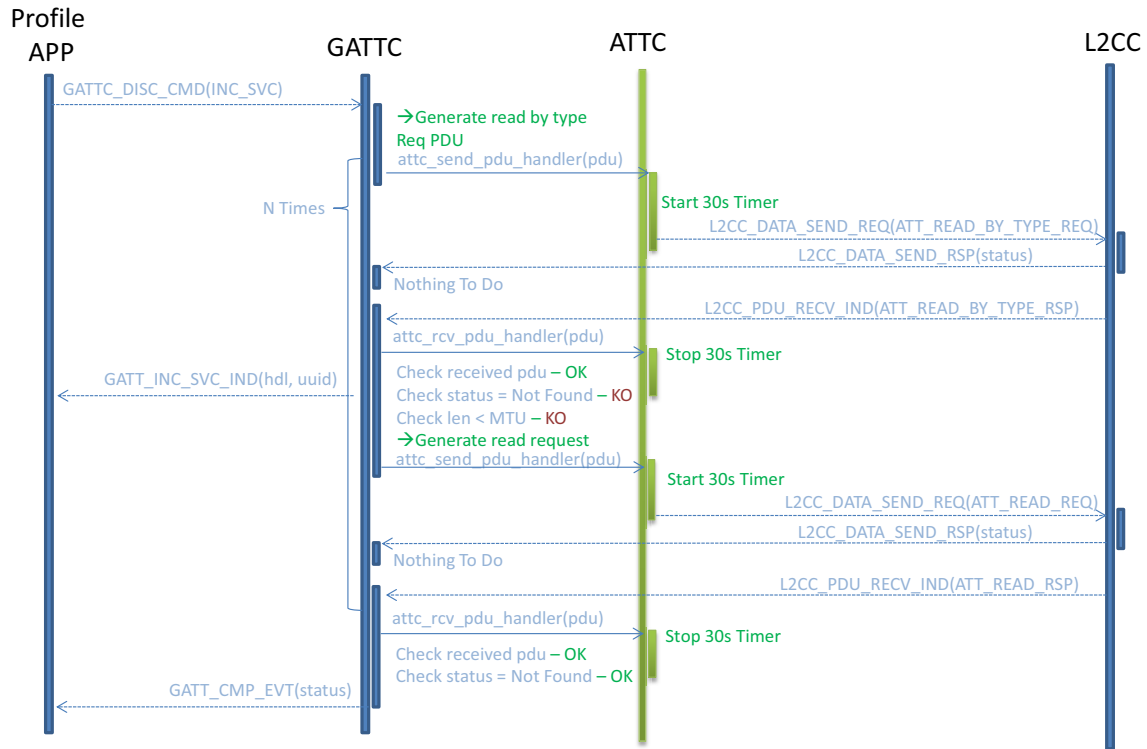 Profile
APP
GATTC
ATTC
L2CC
GATTC_DISC_CMD(INC_SVC)
→Generate read by type
Req PDU
attc_send_pdu_handler(pdu)
N Times
Start 30s Timer
L2CC_DATA_SEND_REQ(ATT_READ_BY_TYPE_REQ)
L2CC_DATA_SEND_RSP(status)
Nothing To Do
L2CC_PDU_RECV_IND(ATT_READ_BY_TYPE_RSP)
attc_rcv_pdu_handler(pdu)
Stop 30s Timer
GATT_INC_SVC_IND(hdl, uuid)
Check received pdu – OK
Check status = Not Found – KO
Check len < MTU – KO
→Generate read request
attc_send_pdu_handler(pdu)
Start 30s Timer
L2CC_DATA_SEND_REQ(ATT_READ_REQ)
L2CC_DATA_SEND_RSP(status)
Nothing To Do
L2CC_PDU_RECV_IND(ATT_READ_RSP)
attc_rcv_pdu_handler(pdu)
Stop 30s Timer
Check received pdu – OK
Check status = Not Found – OK
GATT_CMP_EVT(status)